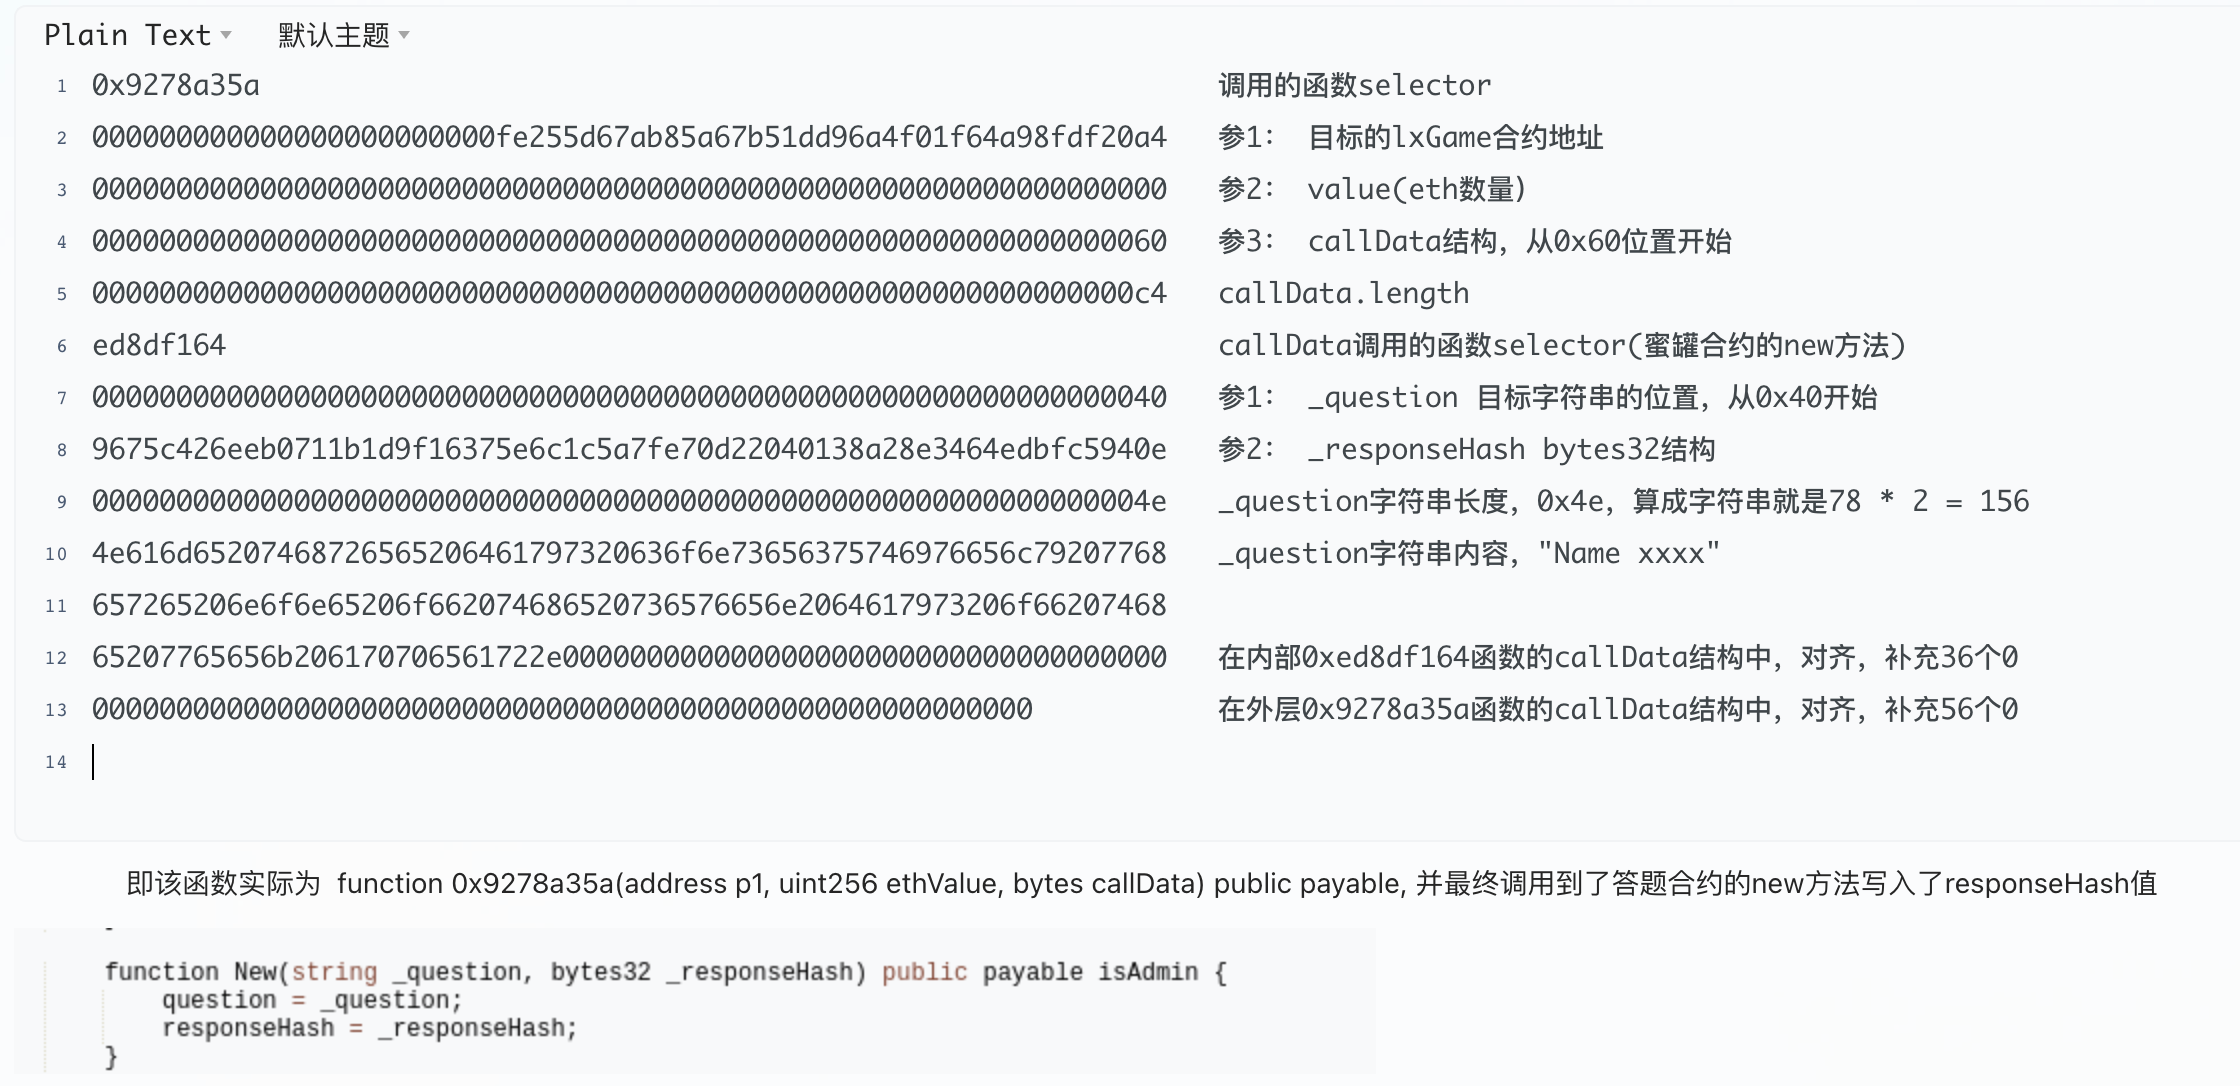 Plain Text 默认主题
1 0x9278a35a 调用的函数selector
2 000000000000000000000000fe255d67ab85a67b51dd96a4f01f64a98fdf20a4 参1： 目标的lxGame合约地址
3 0000000000000000000000000000000000000000000000000000000000000000 参2： value(eth数量)
4 0000000000000000000000000000000000000000000000000000000000000060 参3： callData结构，从0x60位置开始
5 00000000000000000000000000000000000000000000000000000000000000c4 callData.length
6 ed8df164 callData调用的函数selector(蜜罐合约的new方法)
7 0000000000000000000000000000000000000000000000000000000000000040 参1： _question 目标字符串的位置，从0x40开始
8 9675c426eeb0711b1d9f16375e6c1c5a7fe70d22040138a28e3464edbfc5940e 参2： _responseHash bytes32结构
9 000000000000000000000000000000000000000000000000000000000000004e _question字符串长度，0x4e，算成字符串就是78 * 2 = 156
10 4e616d65207468726565206461797320636f6e73656375746976656c79207768 _question字符串内容，"Name xxxx"
11 657265206e6f6e65206f662074686520736576656e2064617973206f66207468
12 65207765656b206170706561722e000000000000000000000000000000000000 在内部0xed8df164函数的callData结构中，对齐，补充36个0
13 00000000000000000000000000000000000000000000000000000000 在外层0x9278a35a函数的callData结构中，对齐，补充56个0
14
即该函数实际为 function 0x9278a35a(address p1, uint256 ethValue, bytes callData) public payable, 并最终调用到了答题合约的new方法写入了responseHash值
function New(string _question, bytes32 _responseHash) public payable isAdmin {
question = _question;
responseHash = _responseHash;
}